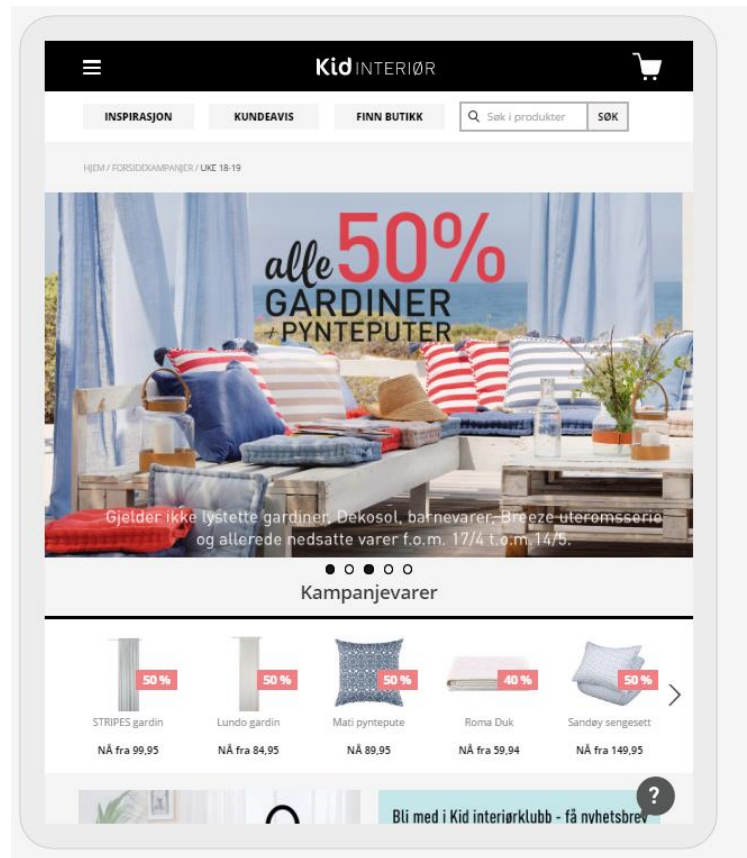 Kid INTERIØR
INSPIRASJON KUNDEAVIS FINN BUTIKK Søk i produkter SØK
HJEM / FORSIDEKAMPANJER / UKE 18-19
alle 50%
GARDINER
+PYNTEPUTER
Gjelder ikke lystette gardiner, Dekosol, barnevarer, Breeze uteromsserie
og allerede nedsatte varer f.o.m. 17/4 t.o.m. 14/5.
Kampanjevarer
50 % 50 % 50 % 40 % 50 %
STRIPES gardin Lundo gardin Mati pyntepute Roma Duk Sandøy sengesett
NÅ fra 99,95 NÅ fra 84,95 NÅ 89,95 NÅ fra 59,94 NÅ fra 149,95
Bli med i Kid interiørklubb - få nyhetsbrev
?